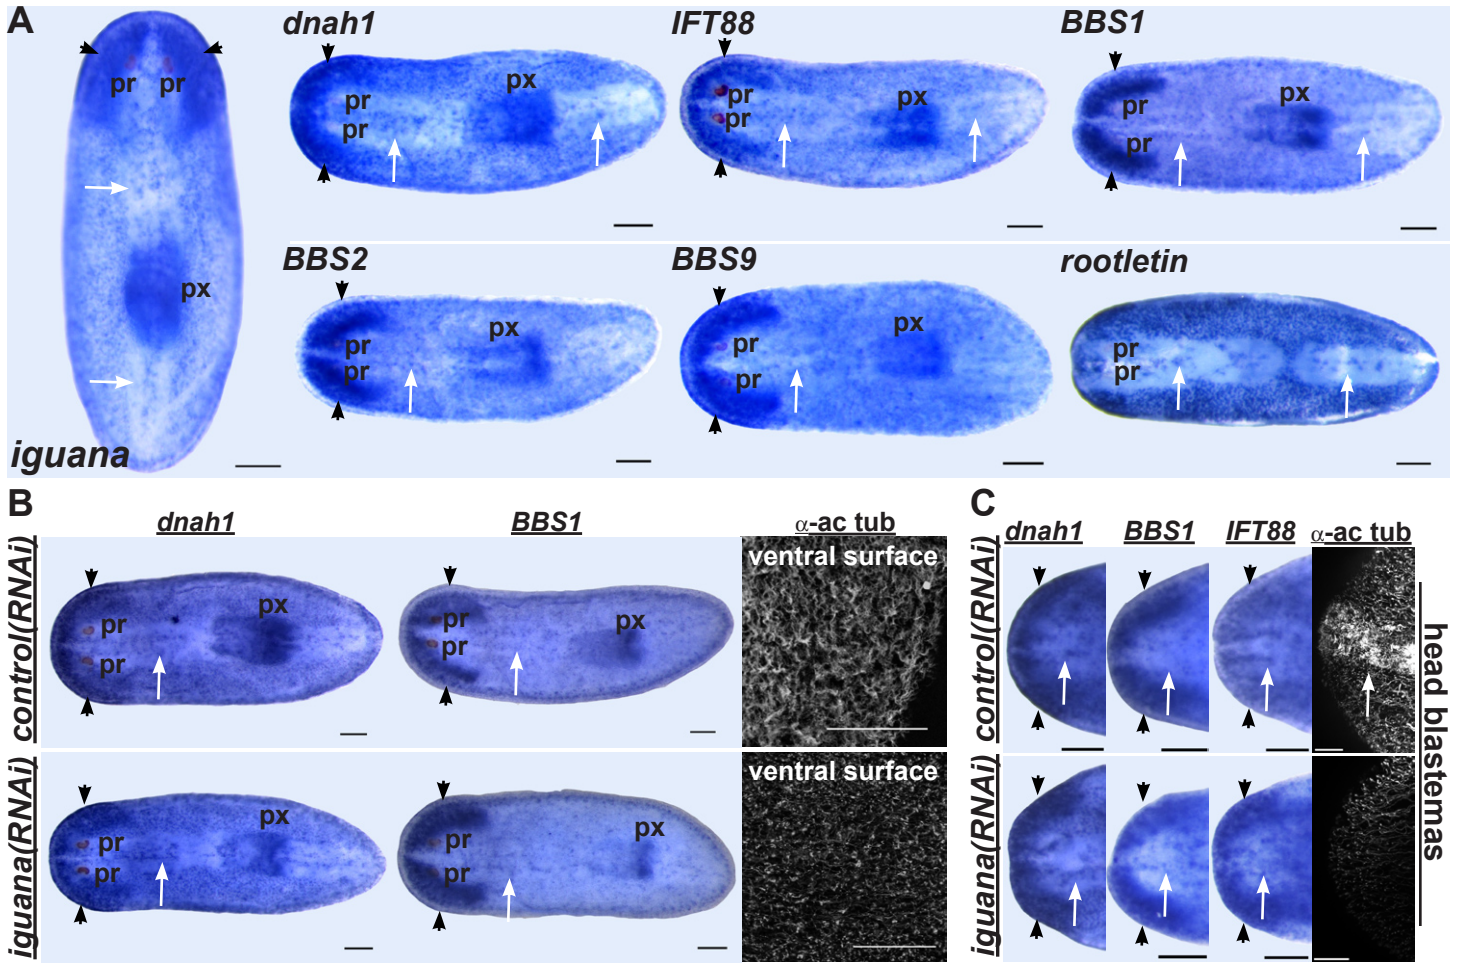 A
dnah1
IFT88
BBS1
pr pr
px
iguana
pr
pr
px
pr
pr
px
pr
pr
px
BBS2
BBS9
rootletin
pr
pr
px
pr
pr
px
pr
pr
B
dnah1
BBS1
α-ac tub
control(RNAi)
pr
pr
px
pr
pr
px
ventral surface
iguana(RNAi)
pr
pr
px
pr
pr
px
ventral surface
C
dnah1
BBS1
IFT88
α-ac tub
control(RNAi)
iguana(RNAi)
head blastemas